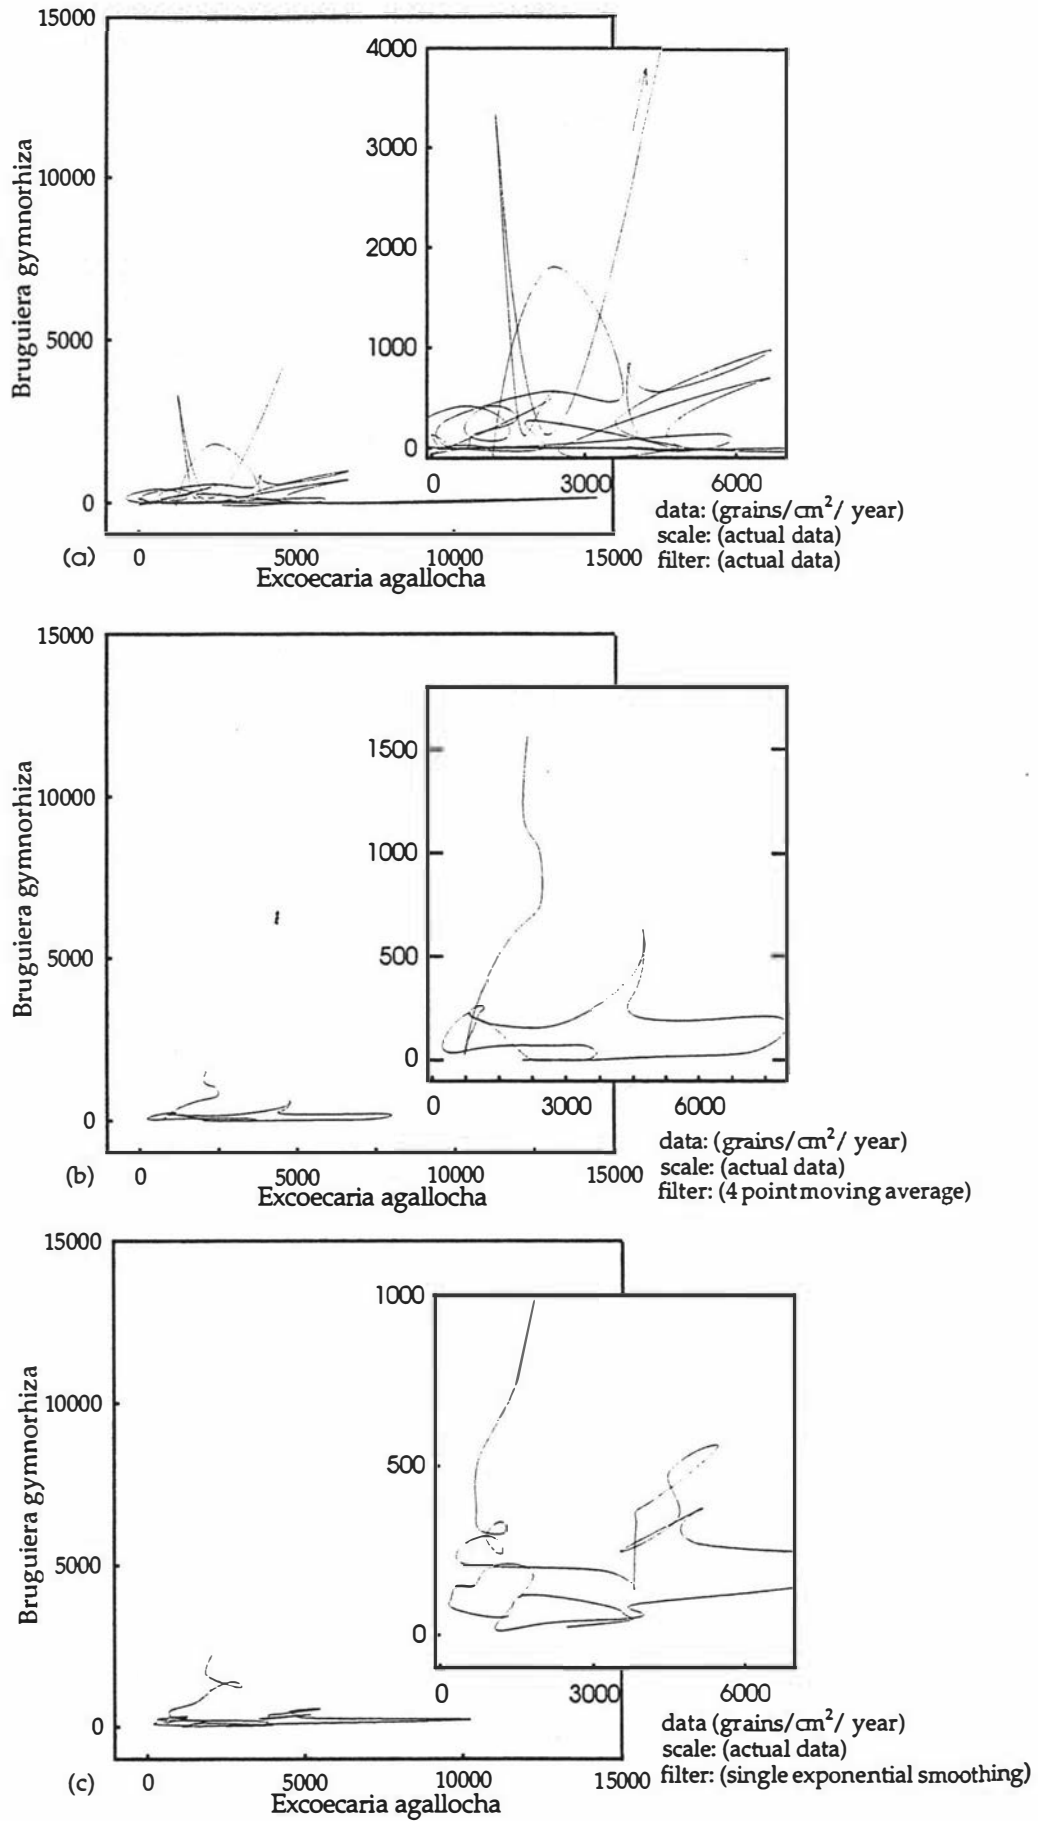 15000
4000
3000
10000
2000
5000
1000
0
0
0 3000 6000
data: (grains/cm²/ year)
scale: (actual data)
filter: (actual data)
(a) 0 5000 10000 15000
Excoecaria agallocha
Bruguiera gymnorhiza
15000
1500
10000
1000
5000
500
0
0
0 3000 6000
data: (grains/cm²/ year)
scale: (actual data)
filter: (4 point moving average)
(b) 0 5000 10000 15000
Excoecaria agallocha
Bruguiera gymnorhiza
15000
1000
10000
500
5000
0
0
0 3000 6000
data (grains/cm²/ year)
scale: (actual data)
filter: (single exponential smoothing)
(c) 0 5000 10000 15000
Excoecaria agallocha
Bruguiera gymnorhiza